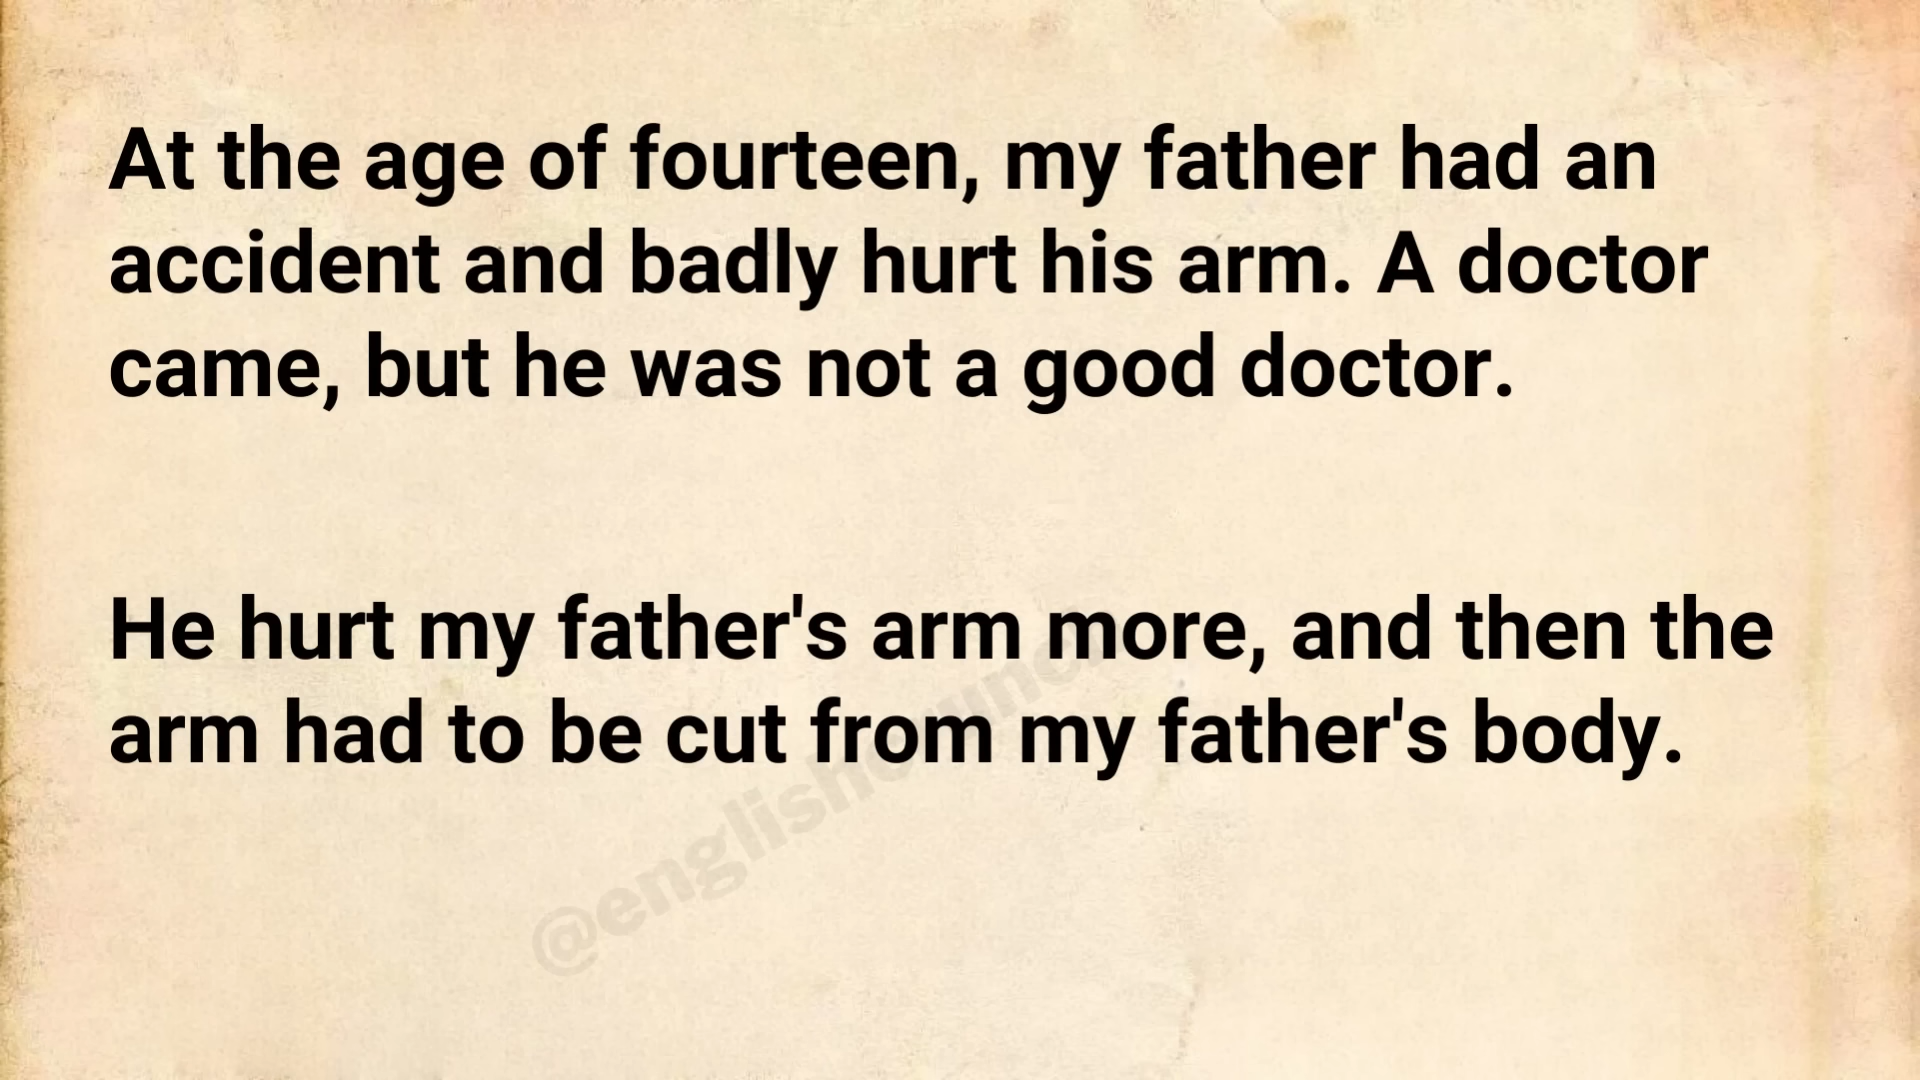 At the age of fourteen, my father had an
accident and badly hurt his arm. A doctor
came, but he was not a good doctor.
He hurt my father's arm more, and then the
arm had to be cut from my father's body.